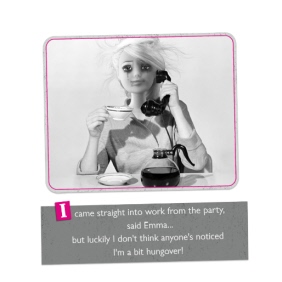 I came straight into work from the party,
said Emma...
but luckily I don't think anyone's noticed
I'm a bit hungover!